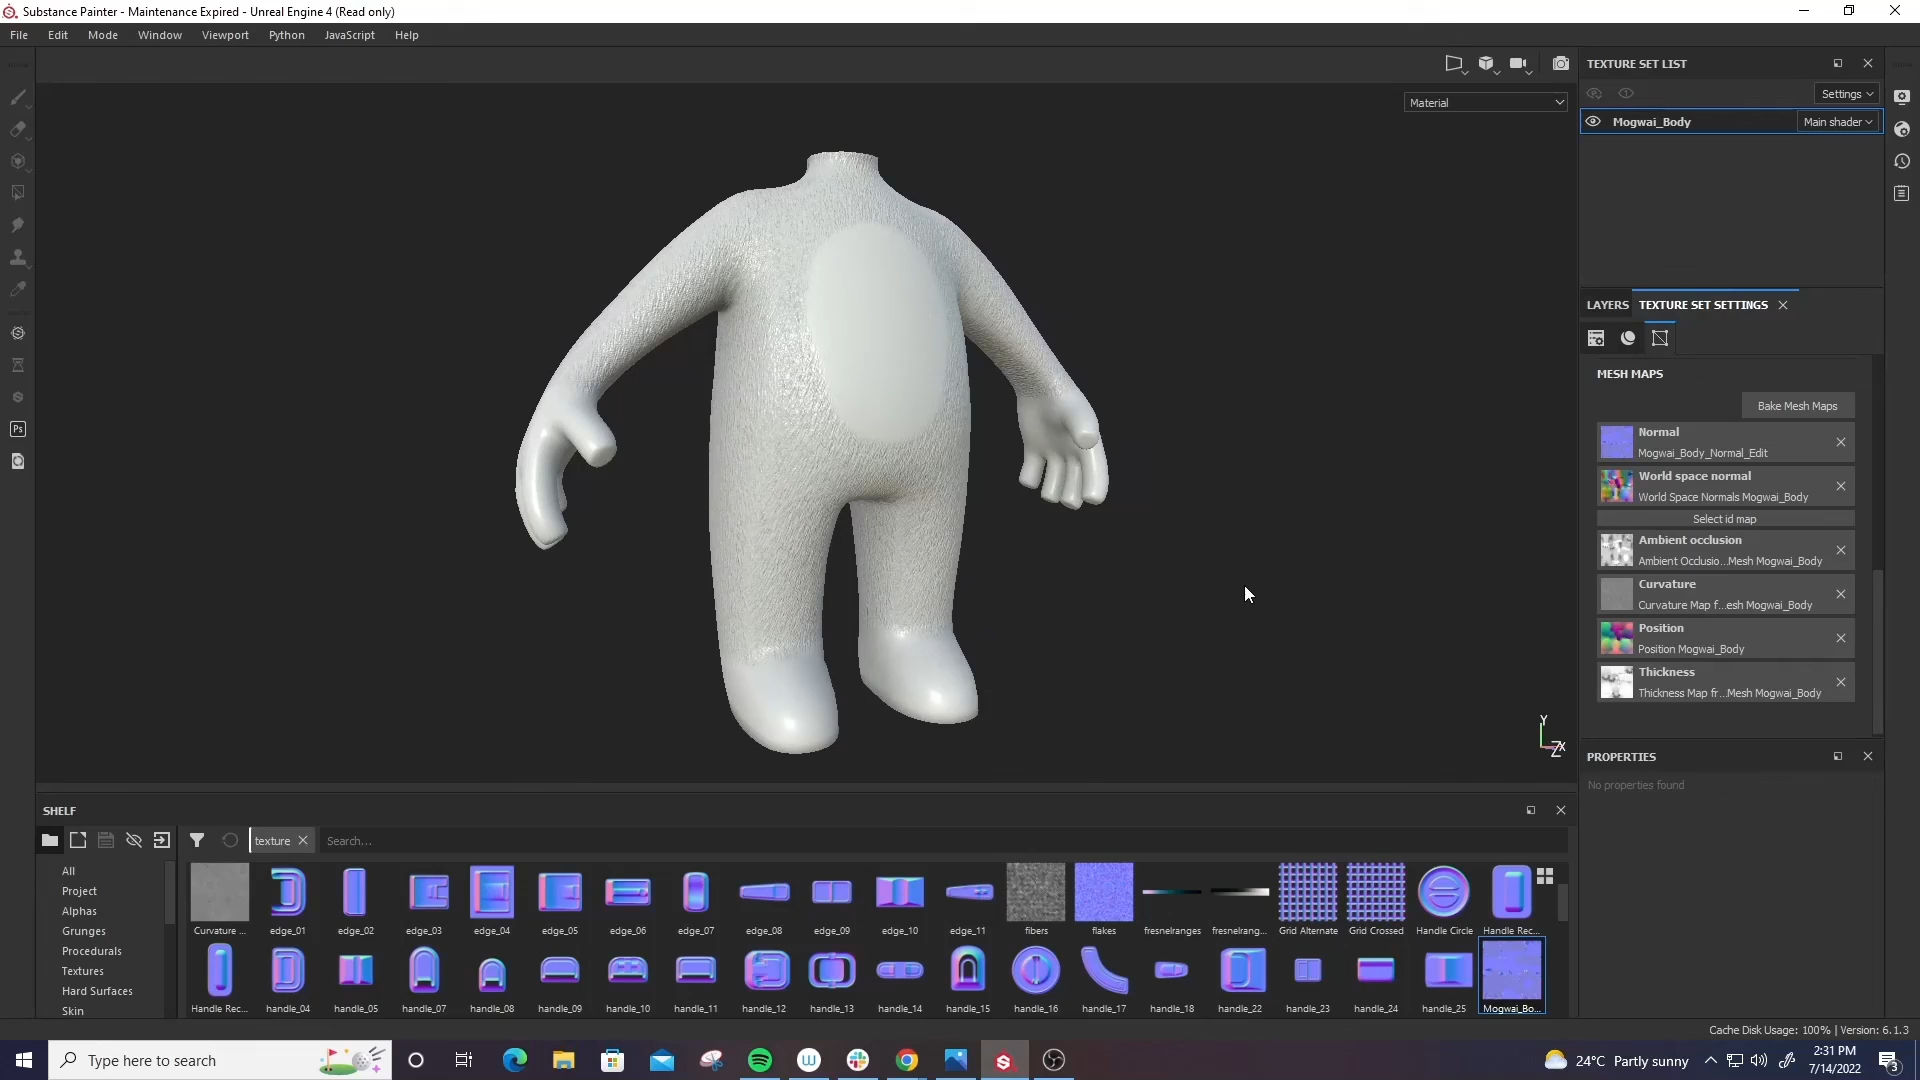 Substance Painter - Maintenance Expired - Unreal Engine 4 (Read only)
File Edit Mode Window Viewport Python JavaScript Help
TEXTURE SET LIST
Settings
Material
Mogwai_Body Main shader
LAYERS TEXTURE SET SETTINGS
MESH MAPS
Bake Mesh Maps
Normal
Mogwai_Body_Normal_Edit
World space normal
World Space Normals Mogwai_Body
Select id map
Ambient occlusion
Ambient Occlusio...Mesh Mogwai_Body
Curvature
Curvature Map f...esh Mogwai_Body
Position
Position Mogwai_Body
Thickness
Thickness Map fr...Mesh Mogwai_Body
Y
Z X
PROPERTIES
No properties found
SHELF
texture Search...
All
Project
Alphas
Grunges
Procedurals
Textures
Hard Surfaces
Skin
Curvature ... edge_01 edge_02 edge_03 edge_04 edge_05 edge_06 edge_07 edge_08 edge_09 edge_10 edge_11 fibers flakes fresnelranges fresnelrang... Grid Alternate Grid Crossed Handle Circle Handle Rec...
Handle Rec... handle_04 handle_05 handle_07 handle_08 handle_09 handle_10 handle_11 handle_12 handle_13 handle_14 handle_15 handle_16 handle_17 handle_18 handle_22 handle_23 handle_24 handle_25 Mogwai_Bo...
Ps
Cache Disk Usage: 100% | Version: 6.1.3
Type here to search
24°C Partly sunny
2:31 PM
7/14/2022
3